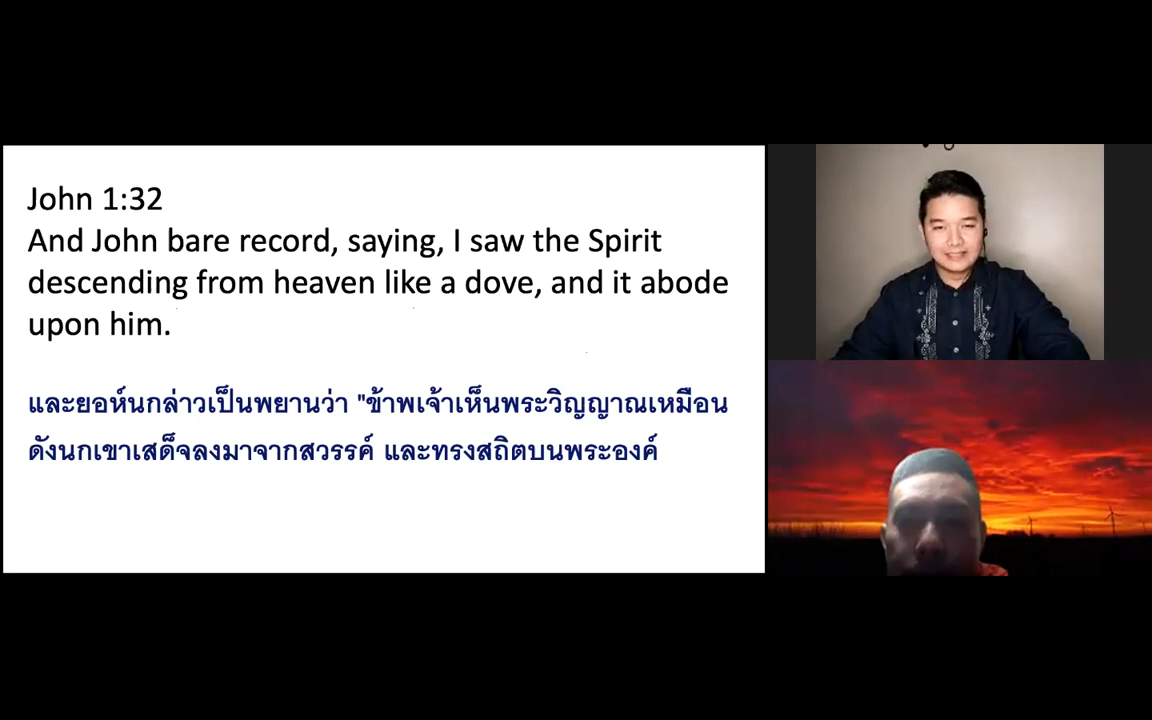 John 1:32
And John bare record, saying, I saw the Spirit
descending from heaven like a dove, and it abode
upon him.
และยอห์นกล่าวเป็นพยานว่า "ข้าพเจ้าเห็นพระวิญญาณเหมือน
ดังนกเขาเสด็จลงมาจากสวรรค์ และทรงสถิตบนพระองค์